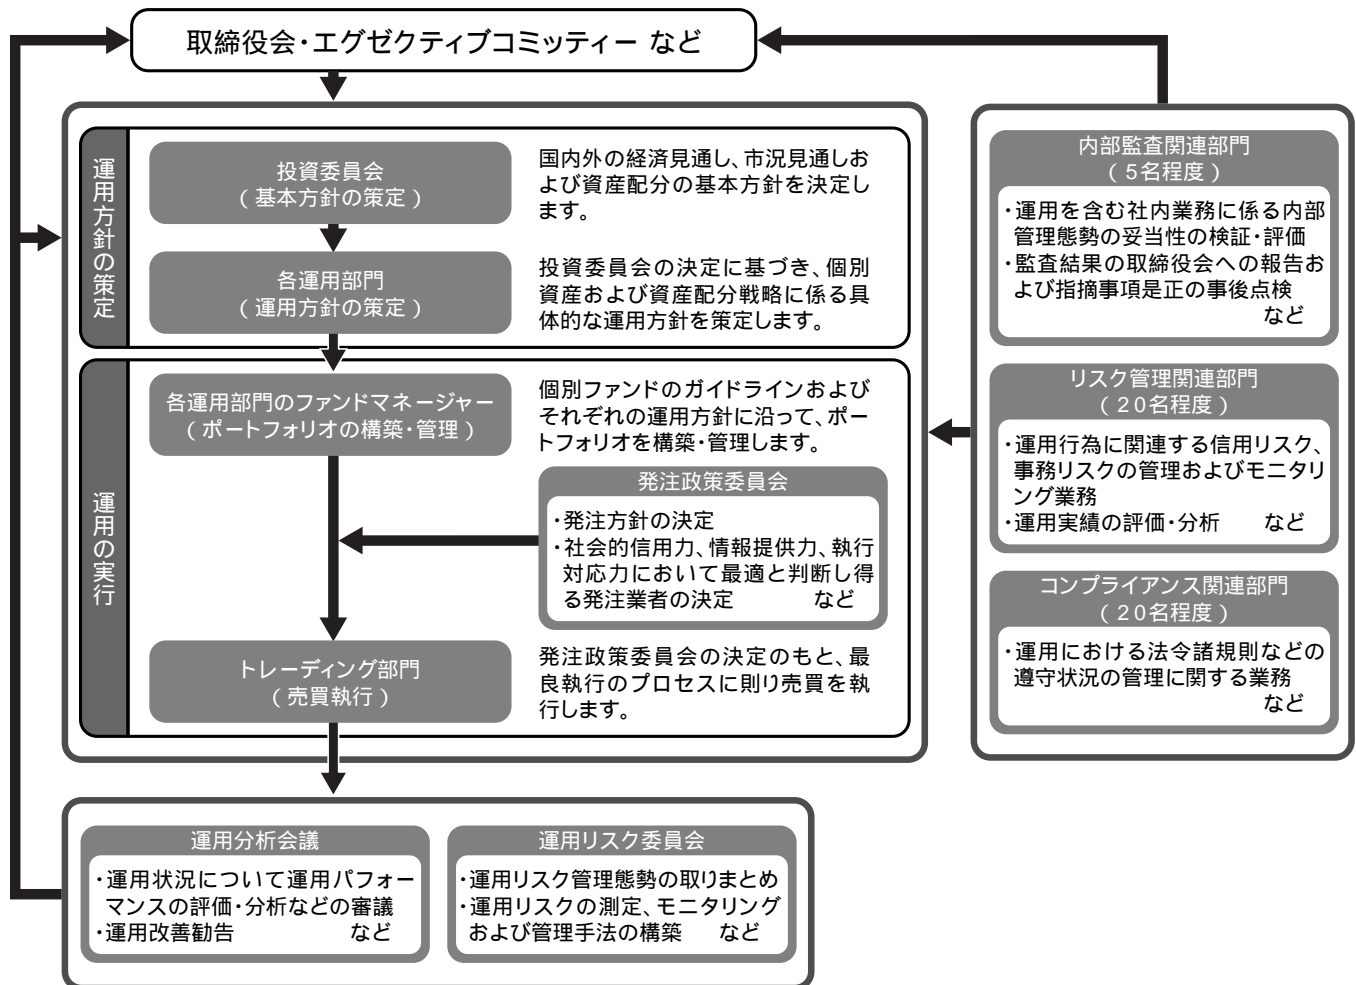 取締役会・エグゼクティブコミッティー など
運用方針の策定
投資委員会
（基本方針の策定）
国内外の経済見通し、市況見通しお
よび資産配分の基本方針を決定し
ます。
各運用部門
（運用方針の策定）
投資委員会の決定に基づき、個別
資産および資産配分戦略に係る具
体的な運用方針を策定します。
運用の実行
各運用部門のファンドマネージャー
（ポートフォリオの構築・管理）
個別ファンドのガイドラインおよび
それぞれの運用方針に沿って、ポー
トフォリオを構築・管理します。
発注政策委員会
・発注方針の決定
・社会的信用力、情報提供力、執行
対応力において最適と判断し得
る発注業者の決定 など
トレーディング部門
（売買執行）
発注政策委員会の決定のもと、最
良執行のプロセスに則り売買を執
行します。
内部監査関連部門
（5名程度）
・運用を含む社内業務に係る内部
管理態勢の妥当性の検証・評価
・監査結果の取締役会への報告お
よび指摘事項是正の事後点検
など
リスク管理関連部門
（20名程度）
・運用行為に関連する信用リスク、
事務リスクの管理およびモニタリ
ング業務
・運用実績の評価・分析 など
コンプライアンス関連部門
（20名程度）
・運用における法令諸規則などの
遵守状況の管理に関する業務
など
運用分析会議
・運用状況について運用パフォー
マンスの評価・分析などの審議
・運用改善勧告 など
運用リスク委員会
・運用リスク管理態勢の取りまとめ
・運用リスクの測定、モニタリング
および管理手法の構築 など